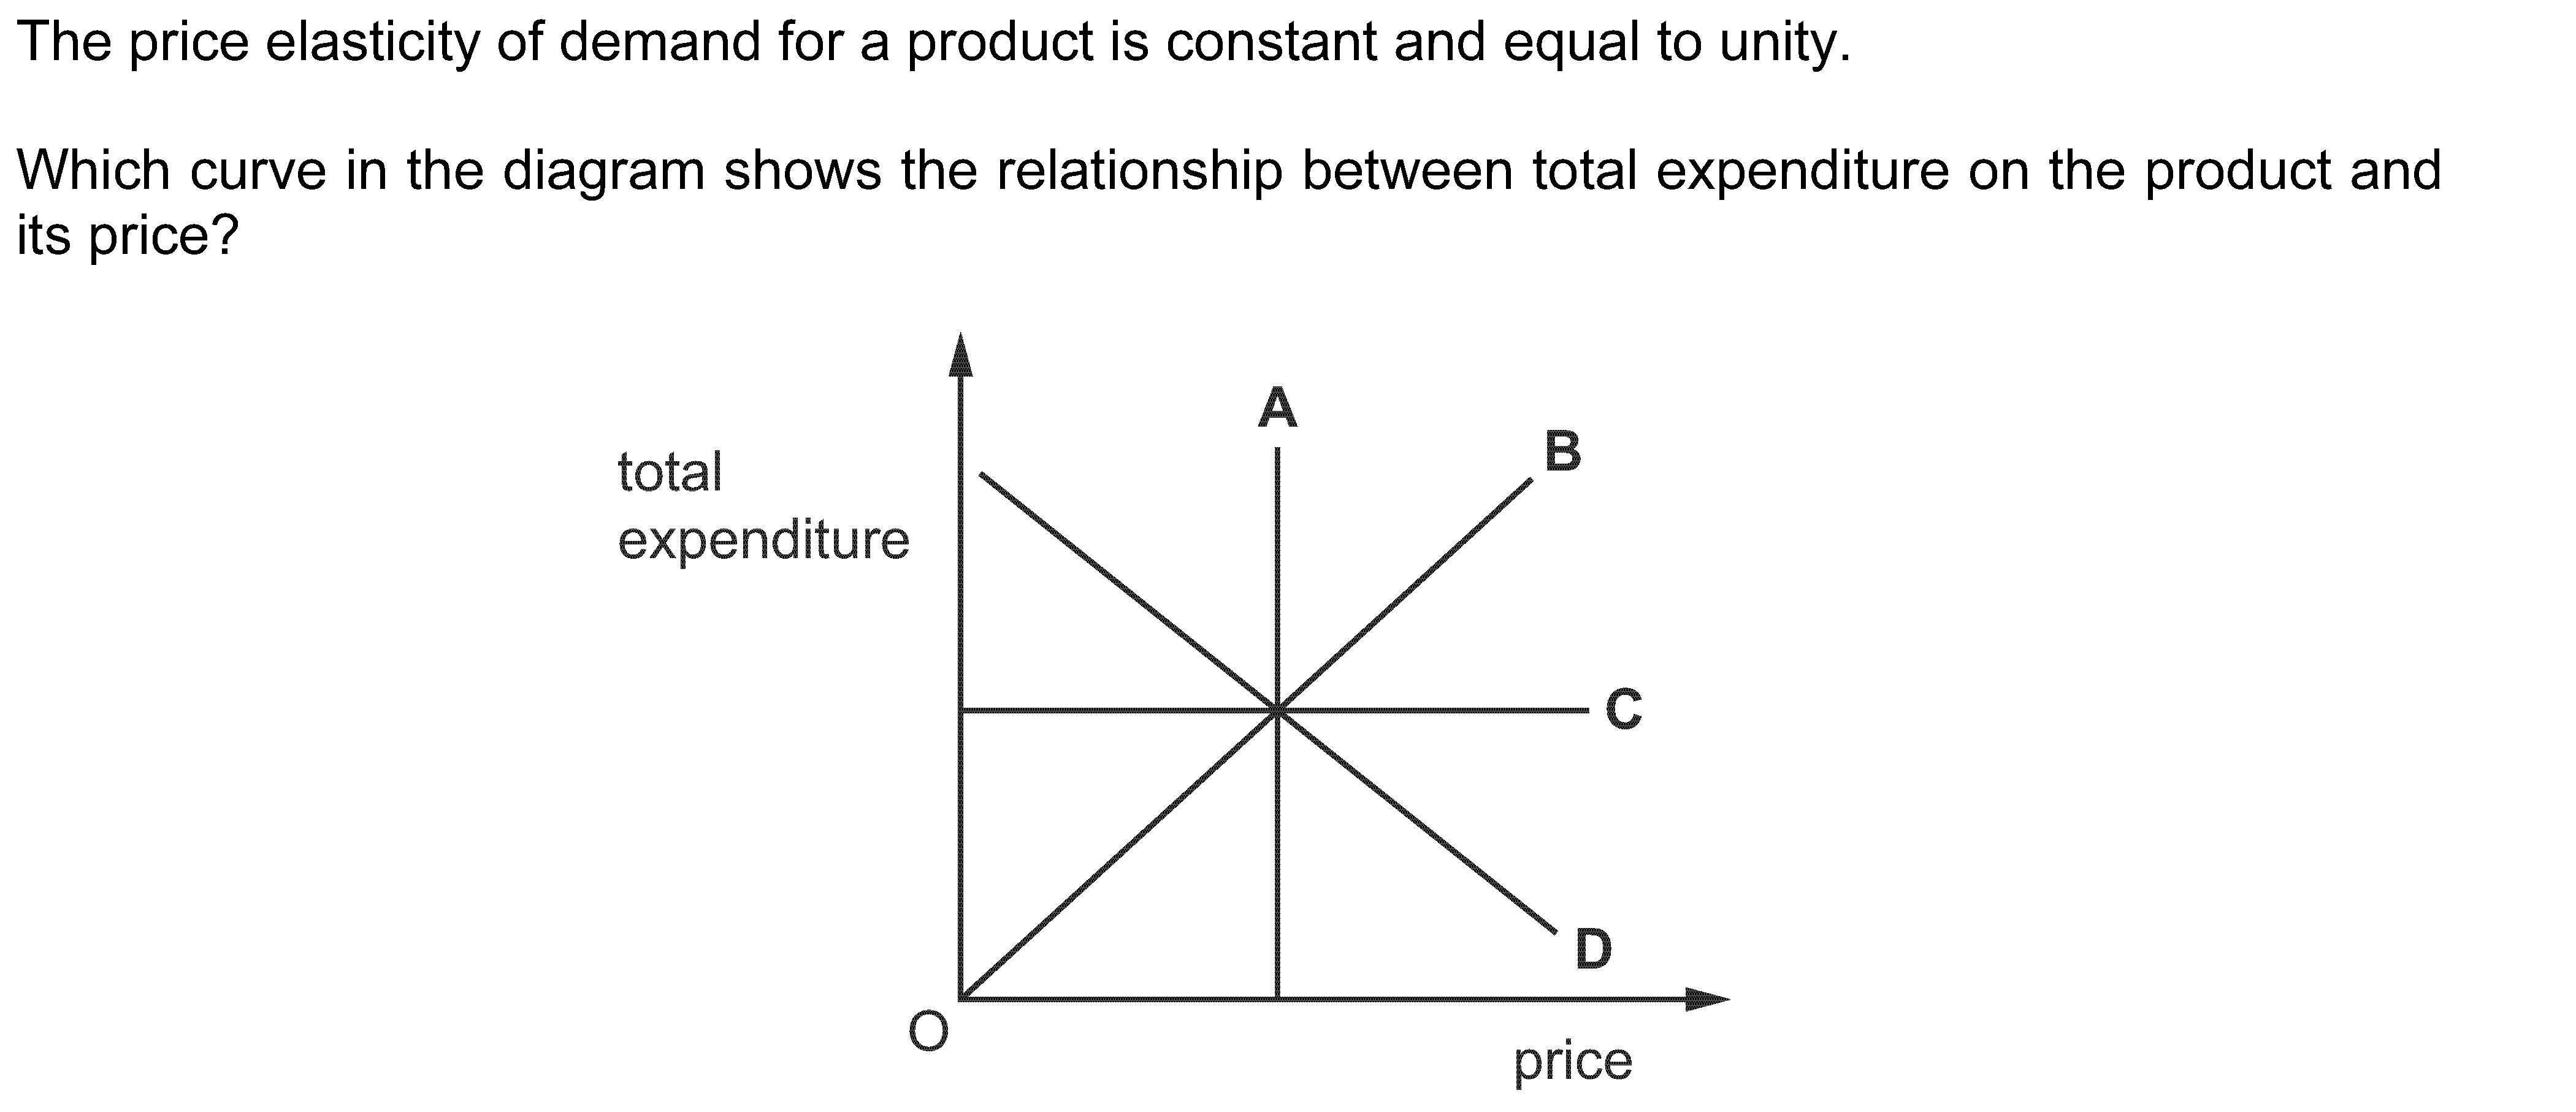 The price elasticity of demand for a product is constant and equal to unity.
Which curve in the diagram shows the relationship between total expenditure on the product and
its price?
A
B
total
expenditure
C
D
O
price